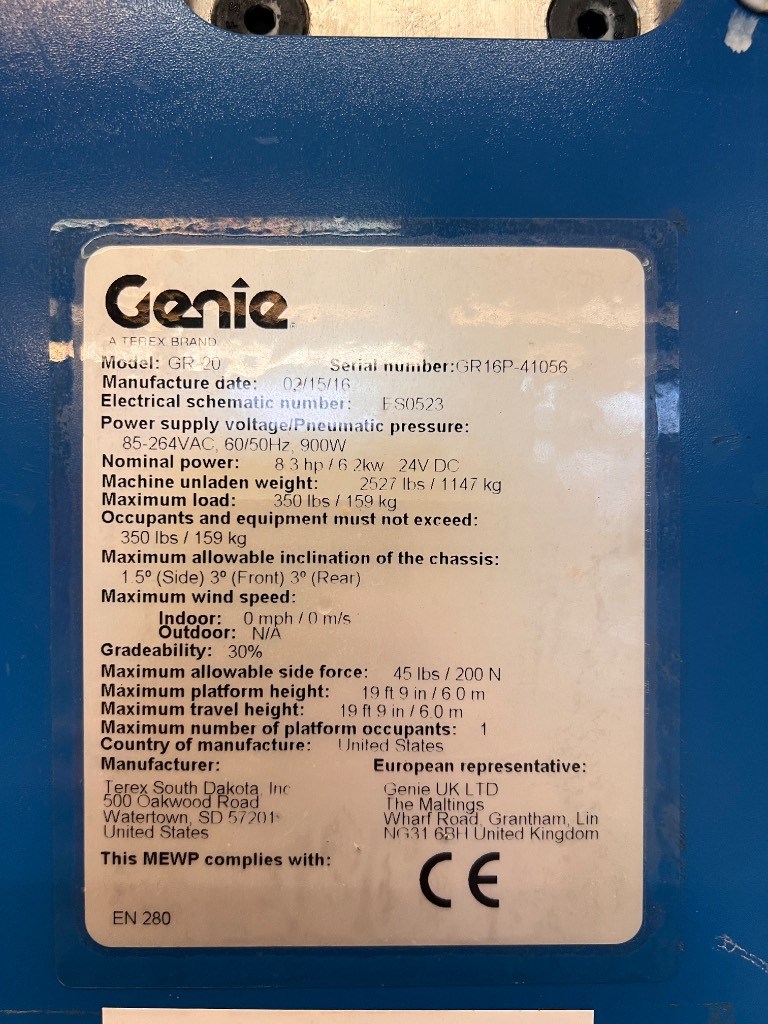 Genie
A TEREX BRAND
Model: GR-20 Serial number:GR16P-41056
Manufacture date: 02/15/16
Electrical schematic number: ES0523
Power supply voltage/Pneumatic pressure:
85-264VAC, 60/50Hz, 900W
Nominal power: 8.3 hp / 6.2kw 24V DC
Machine unladen weight: 2527 lbs / 1147 kg
Maximum load: 350 lbs / 159 kg
Occupants and equipment must not exceed:
350 lbs / 159 kg
Maximum allowable inclination of the chassis:
1.5º (Side) 3º (Front) 3º (Rear)
Maximum wind speed:
Indoor: 0 mph / 0 m/s
Outdoor: N/A
Gradeability: 30%
Maximum allowable side force: 45 lbs / 200 N
Maximum platform height: 19 ft 9 in / 6.0 m
Maximum travel height: 19 ft 9 in / 6.0 m
Maximum number of platform occupants: 1
Country of manufacture: United States
Manufacturer: European representative:
Terex South Dakota, Inc Genie UK LTD
500 Oakwood Road The Maltings
Watertown, SD 57201 Wharf Road, Grantham, Lin
United States NG31 6BH United Kingdom
This MEWP complies with: CE
EN 280